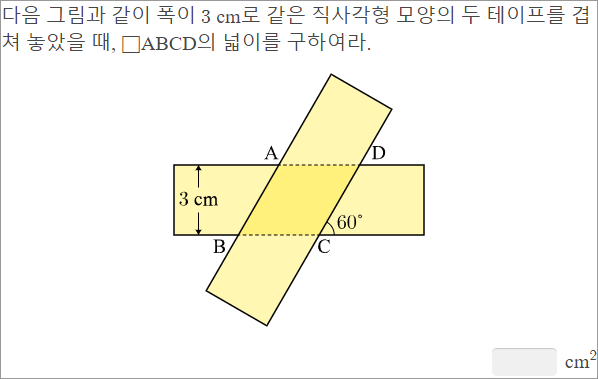 다음 그림과 같이 폭이 3 cm로 같은 직사각형 모양의 두 테이프를 겹
쳐 놓았을 때, □ABCD의 넓이를 구하여라.
A
D
3 cm
60°
B
C
cm²